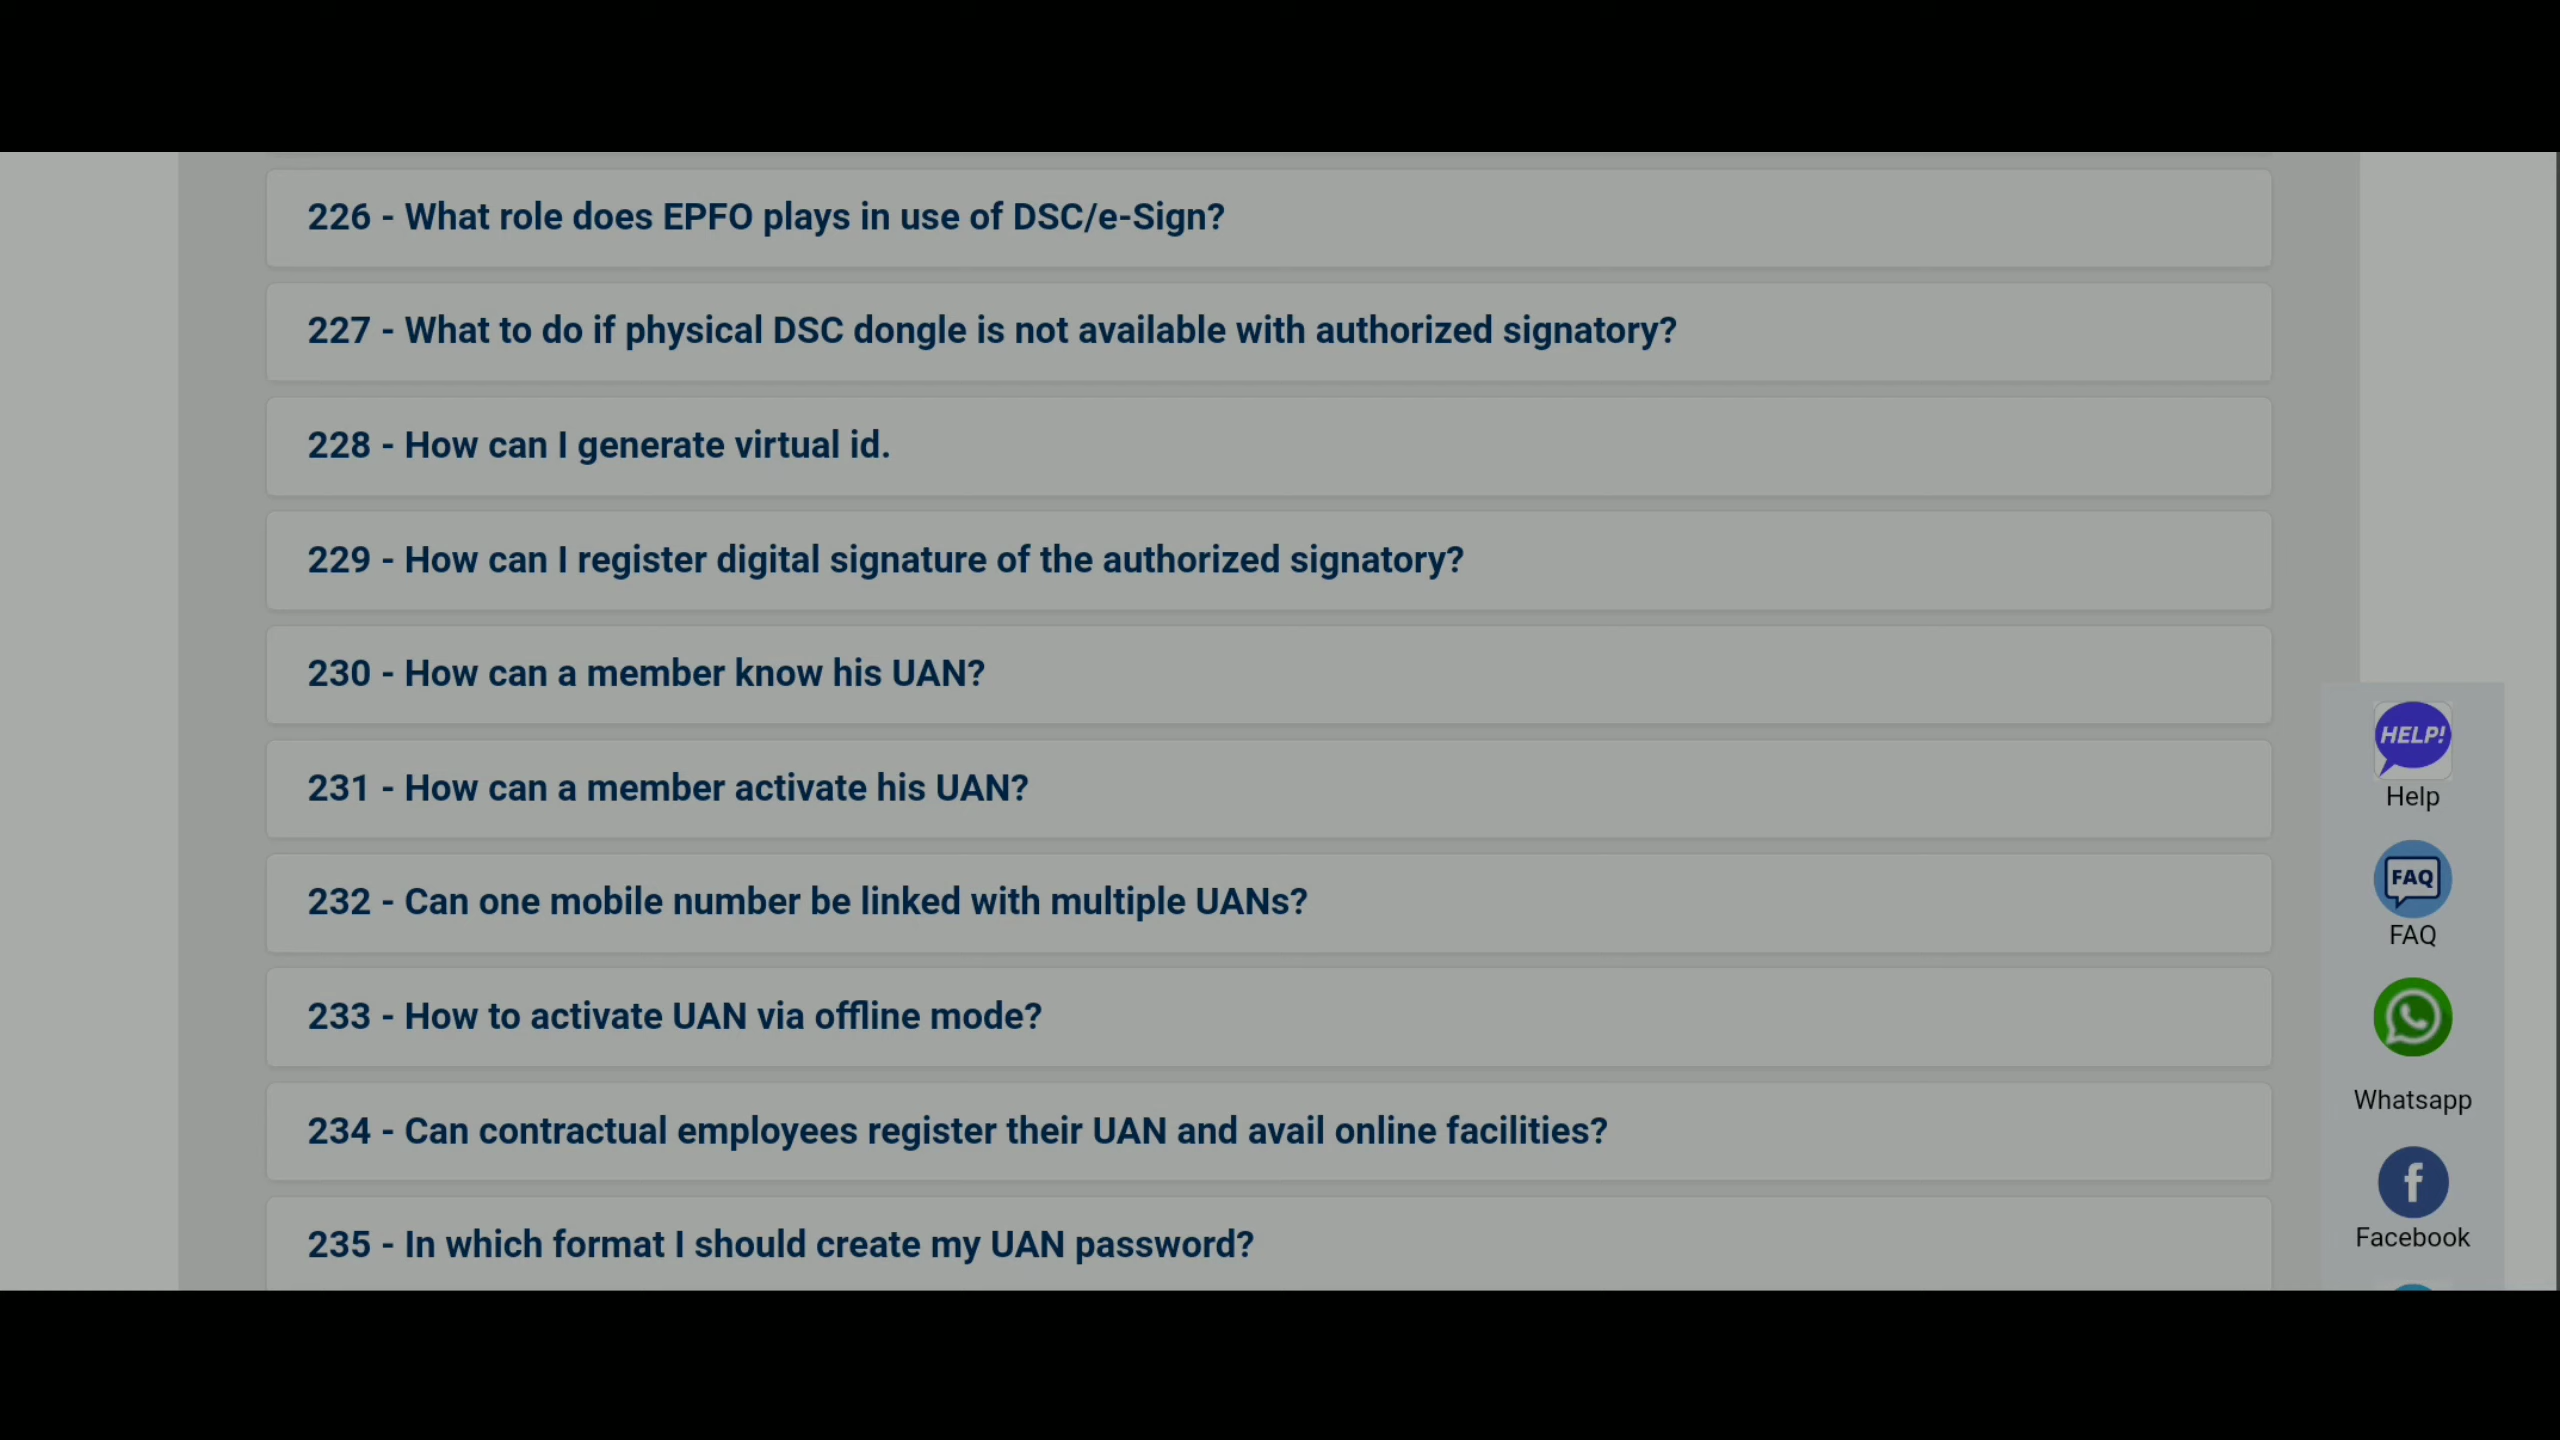 226 - What role does EPFO plays in use of DSC/e-Sign?
227 - What to do if physical DSC dongle is not available with authorized signatory?
228 - How can I generate virtual id.
229 - How can I register digital signature of the authorized signatory?
230 - How can a member know his UAN?
231 - How can a member activate his UAN?
232 - Can one mobile number be linked with multiple UANs?
233 - How to activate UAN via offline mode?
234 - Can contractual employees register their UAN and avail online facilities?
235 - In which format I should create my UAN password?
HELP!
Help
FAQ
FAQ
Whatsapp
f
Facebook